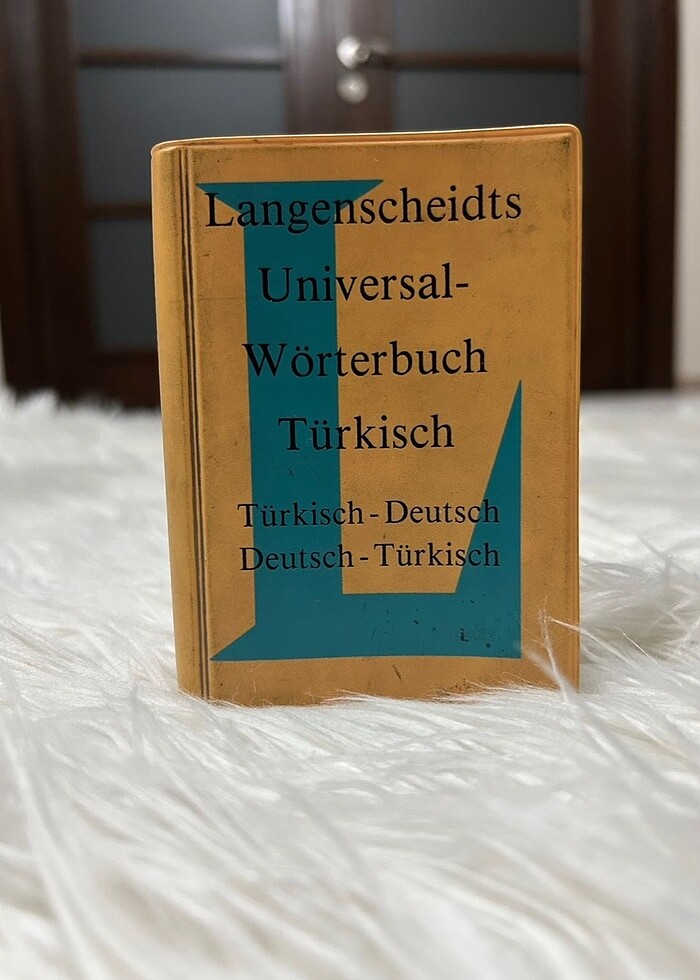 Langenscheidts
Universal-
Wörterbuch
Türkisch
Türkisch - Deutsch
Deutsch - Türkisch